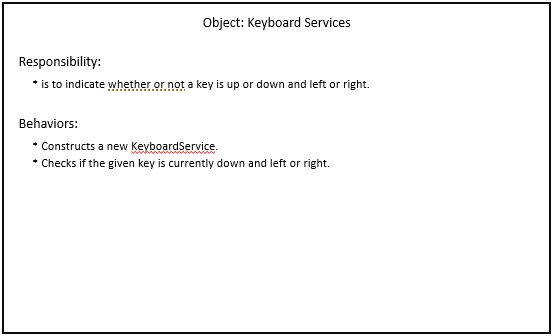 Object: Keyboard Services
Responsibility:
* is to indicate whether or not a key is up or down and left or right.
Behaviors:
* Constructs a new KeyboardService.
* Checks if the given key is currently down and left or right.